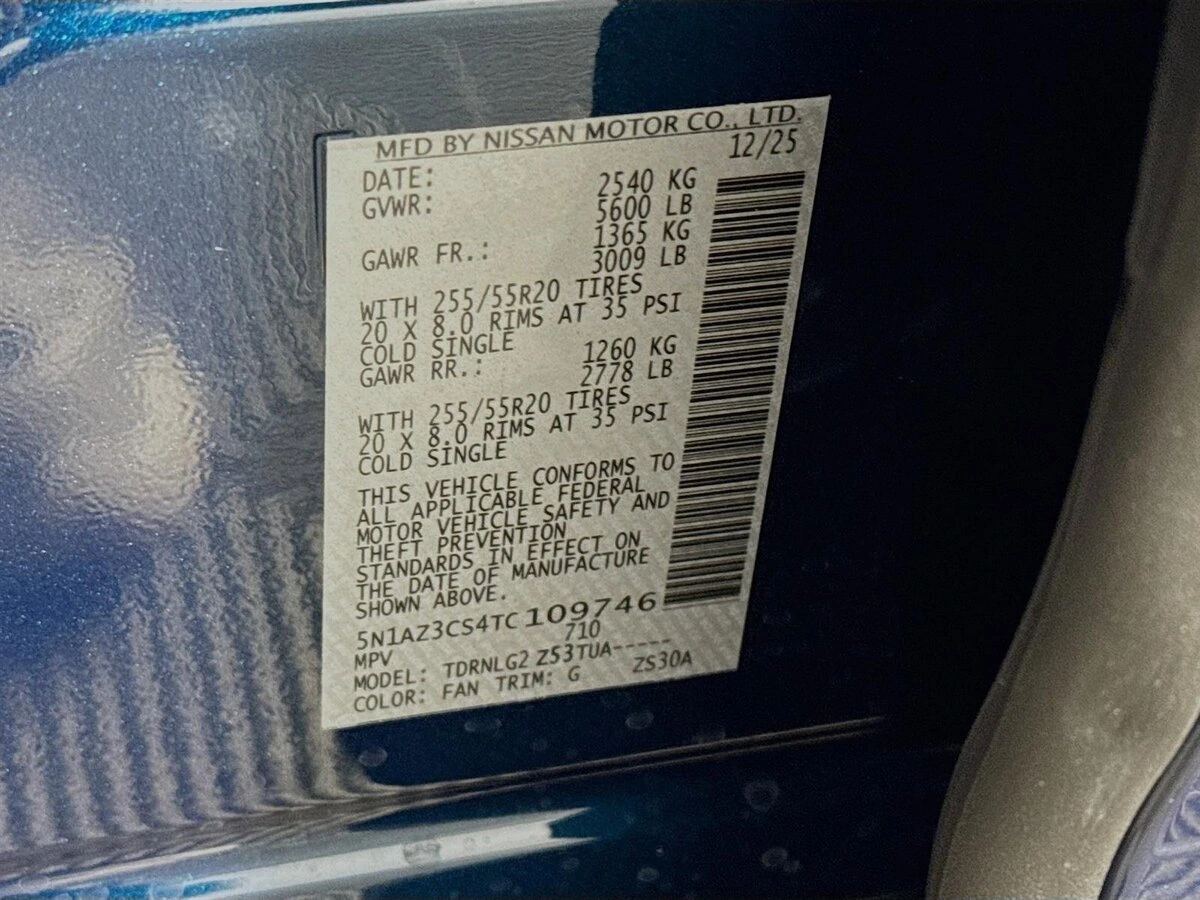 MFD BY NISSAN MOTOR CO., LTD.
DATE: 12/25
GVWR: 2540 KG
5600 LB
GAWR FR.: 1365 KG
3009 LB
WITH 255/55R20 TIRES
20 X 8.0 RIMS AT 35 PSI
COLD SINGLE
GAWR RR.: 1260 KG
2778 LB
WITH 255/55R20 TIRES
20 X 8.0 RIMS AT 35 PSI
COLD SINGLE
THIS VEHICLE CONFORMS TO
ALL APPLICABLE FEDERAL
MOTOR VEHICLE SAFETY AND
THEFT PREVENTION
STANDARDS IN EFFECT ON
THE DATE OF MANUFACTURE
SHOWN ABOVE.
5N1AZ3CS4TC109746
MPV 710
MODEL: TDRNLG2 Z53TUA-----
COLOR: FAN TRIM: G ZS30A